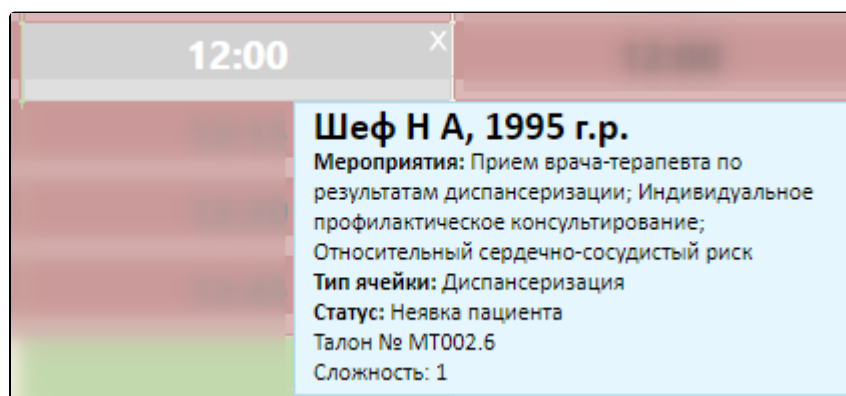 12:00
X
Шеф Н А, 1995 г.р.
Мероприятия: Прием врача-терапевта по
результатам диспансеризации; Индивидуальное
профилактическое консультирование;
Относительный сердечно-сосудистый риск
Тип ячейки: Диспансеризация
Статус: Неявка пациента
Талон № МТ002.6
Сложность: 1